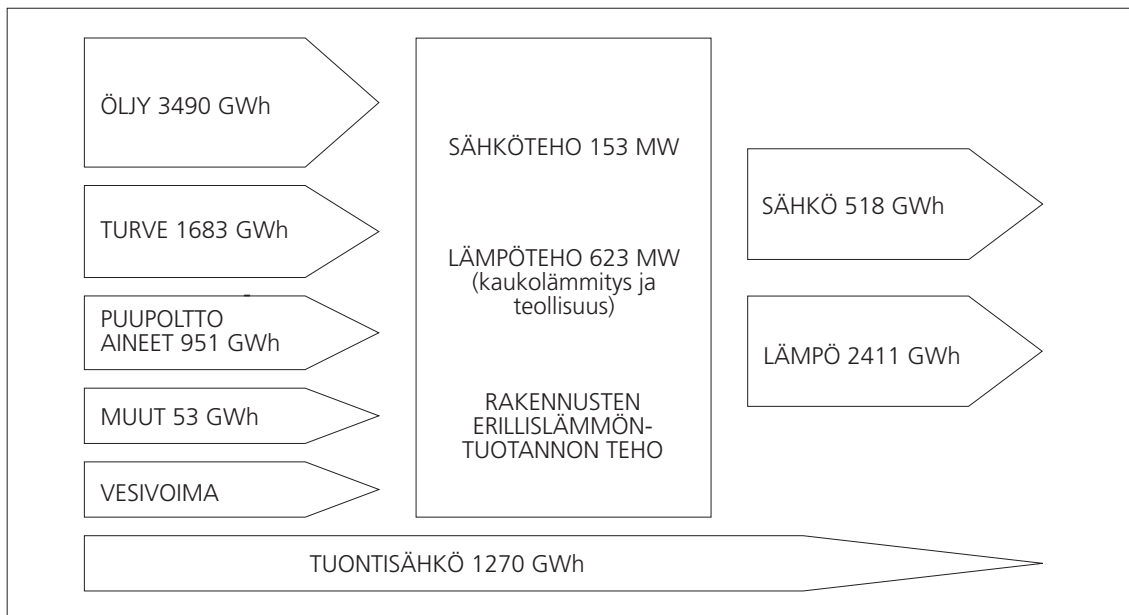 ÖLJY 3490 GWh
TURVE 1683 GWh
PUUPOLTTO
AINEET 951 GWh
MUUT 53 GWh
VESIVOIMA
SÄHKÖTEHO 153 MW
LÄMPÖTEHO 623 MW
(kaukolämmitys ja
teollisuus)
RAKENNUSTEN
ERILLISLÄMMÖN-
TUOTANNON TEHO
SÄHKÖ 518 GWh
LÄMPÖ 2411 GWh
TUONTISÄHKÖ 1270 GWh